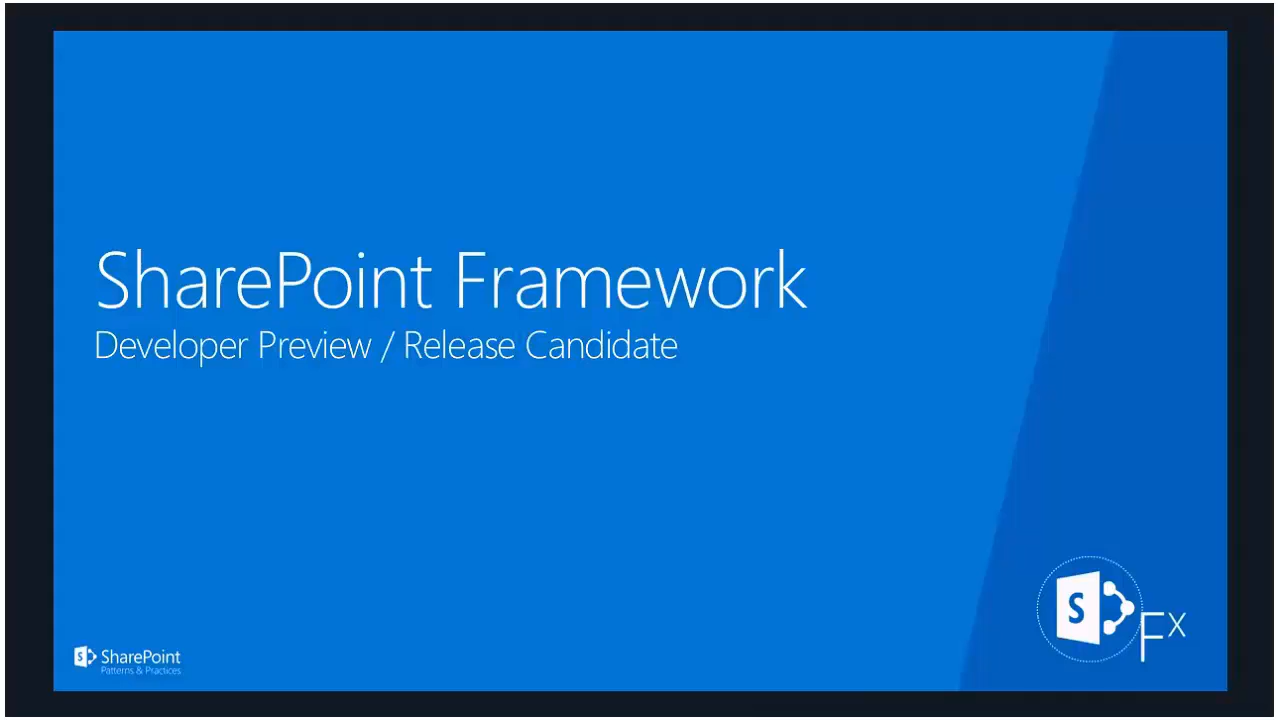 SharePoint Framework
Developer Preview / Release Candidate
S
Fx
S
SharePoint
Patterns & Practices